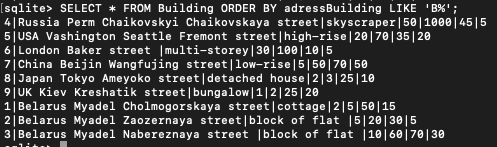 sqlite> SELECT * FROM Building ORDER BY adressBuilding LIKE 'B%';
4|Russia Perm Chaikovskyi Chaikovskaya street|skyscraper|50|1000|45|5
5|USA Vashington Seattle Fremont street|high-rise|20|70|35|20
6|London Baker street |multi-storey|30|100|10|5
7|China Beijin Wangfujing street|low-rise|5|50|70|50
8|Japan Tokyo Ameyoko street|detached house|2|3|25|10
9|UK Kiev Kreshatik street|bungalow|1|2|25|20
1|Belarus Myadel Cholmogorskaya street|cottage|2|5|50|15
2|Belarus Myadel Zaozernaya street|block of flat |5|20|30|5
3|Belarus Myadel Nabereznaya street |block of flat |10|60|70|30
sqlite>